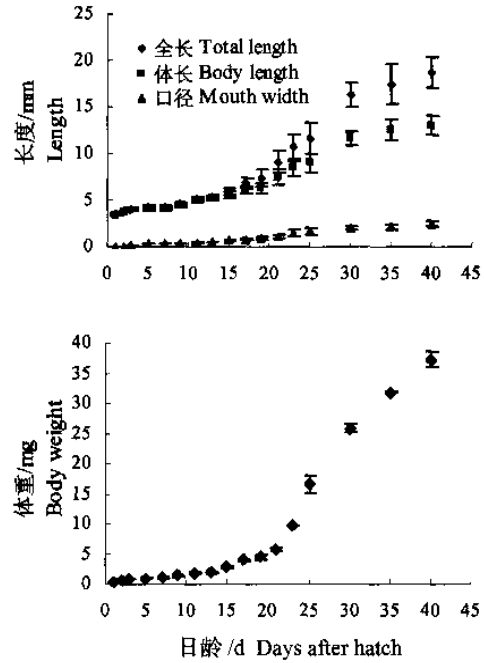 25
20
15
10
5
0
长度/mm
Length
全长 Total length
体长 Body length
口径 Mouth width
0 5 10 15 20 25 30 35 40 45
40
35
30
25
20
15
10
5
0
体重/mg
Body weight
0 5 10 15 20 25 30 35 40 45
日龄 /d Days after hatch